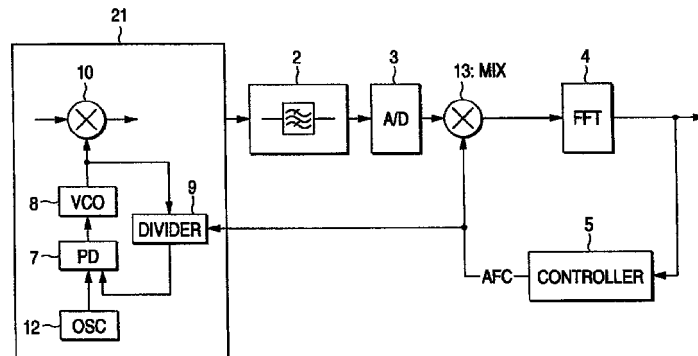 21
10
2
3
13: MIX
4
A/D
FFT
8
VCO
9
DIVIDER
7
PD
5
AFC
CONTROLLER
12
OSC